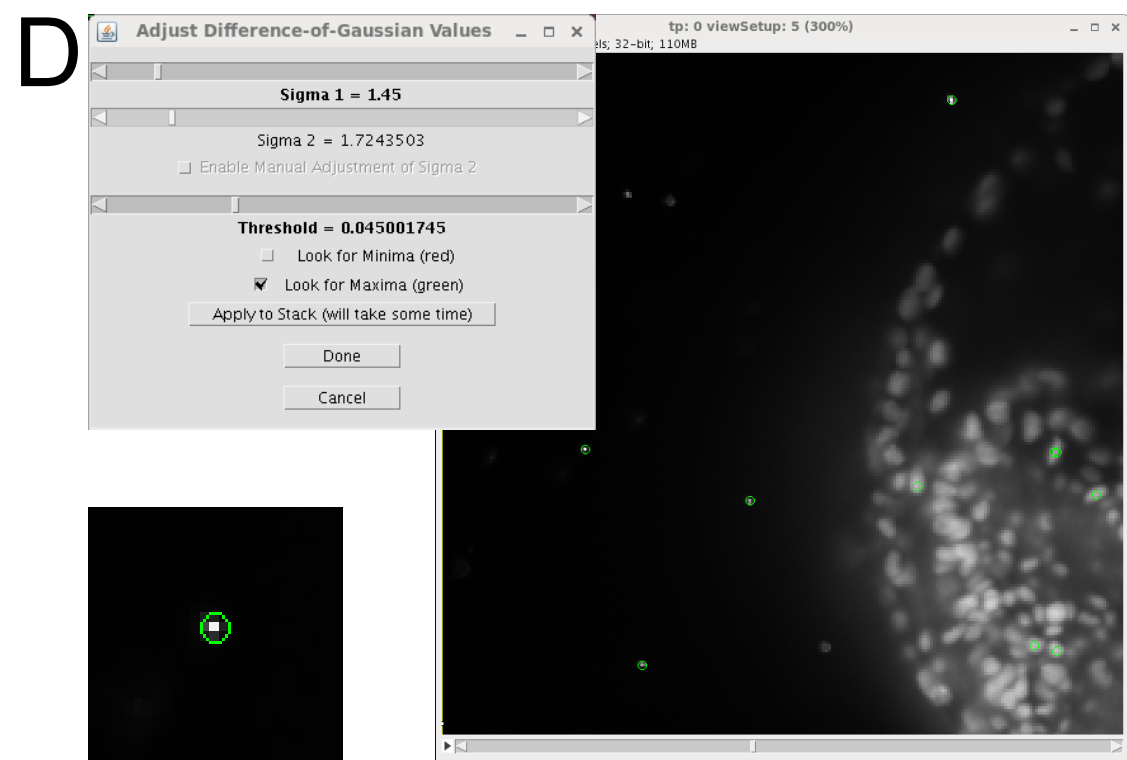 D
Adjust Difference-of-Gaussian Values
tp: 0 viewSetup: 5 (300%)
els; 32-bit; 110MB
Sigma 1 = 1.45
Sigma 2 = 1.7243503
Enable Manual Adjustment of Sigma 2
Threshold = 0.045001745
Look for Minima (red)
Look for Maxima (green)
Apply to Stack (will take some time)
Done
Cancel